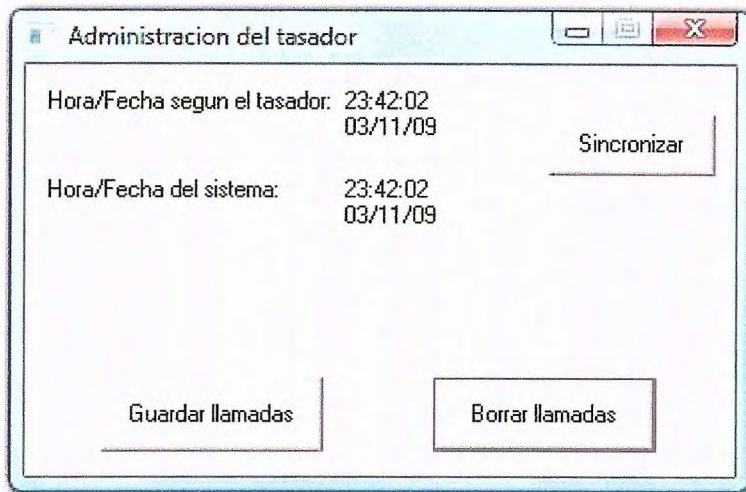 Administracion del tasador
Hora/Fecha segun el tasador: 23:42:02
03/11/09
Sincronizar
Hora/Fecha del sistema: 23:42:02
03/11/09
Guardar llamadas
Borrar llamadas